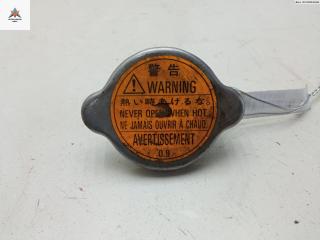 警告
WARNING
熱い時あけるな
NEVER OPEN WHEN HOT
NE JAMAIS OUVRIR À CHAUD
AVERTISSEMENT
0.9